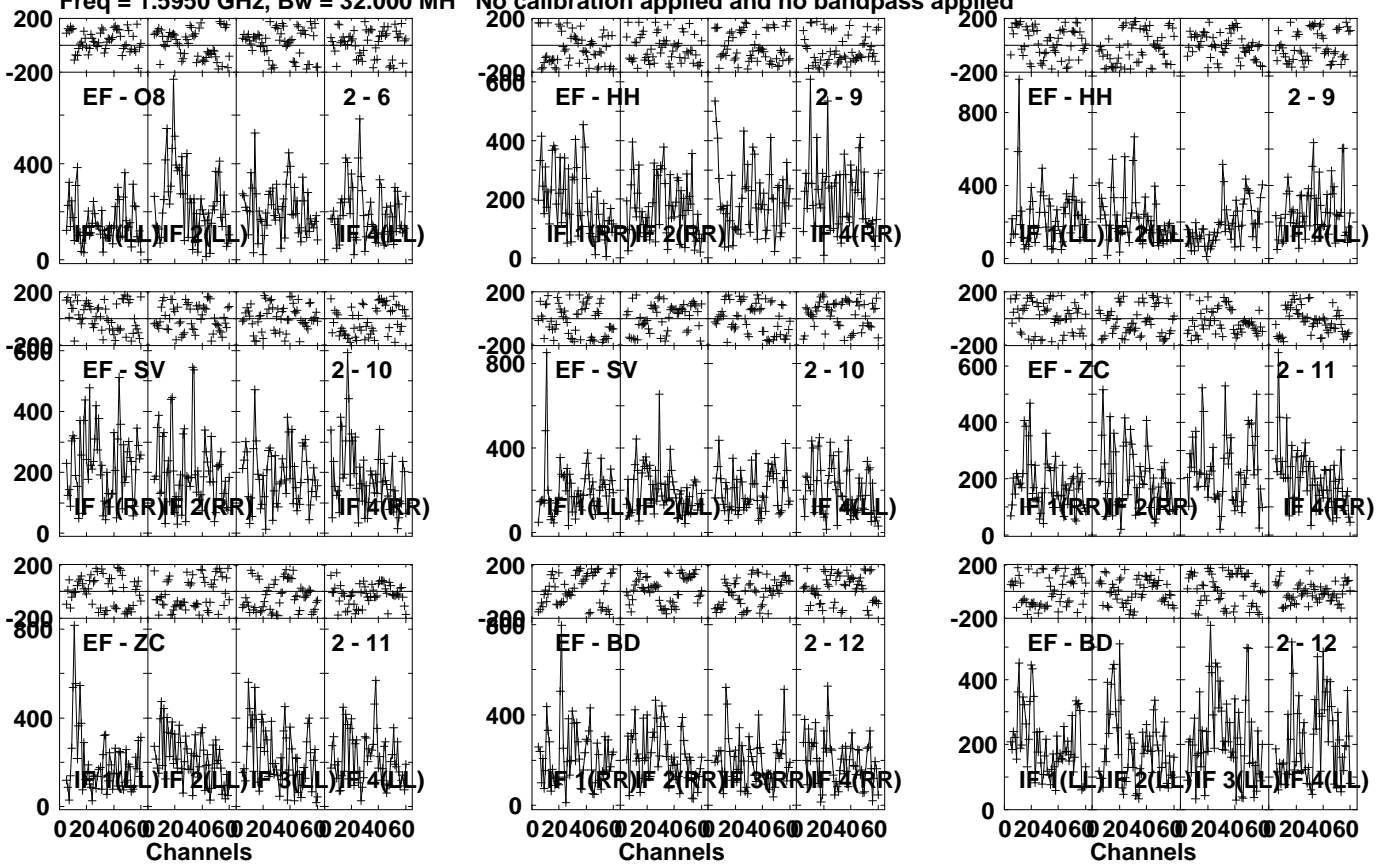 Freq = 1.5950 GHz, Bw = 32.000 MH No calibration applied and no bandpass applied
200
-200
EF - O8 2 - 6
400
0
IF 1(LL) IF 2(LL) IF 4(LL)
200
-200
600
EF - HH 2 - 9
400
200
0
IF 1(RR) IF 2(RR) IF 4(RR)
200
-200
EF - HH 2 - 9
800
400
0
IF 1(LL) IF 2(LL) IF 4(LL)
200
-200
600
EF - SV 2 - 10
400
200
0
IF 1(RR) IF 2(RR) IF 4(RR)
200
-200
800
EF - SV 2 - 10
400
0
IF 1(LL) IF 2(LL) IF 4(LL)
200
-200
600
EF - ZC 2 - 11
400
200
0
IF 1(RR) IF 2(RR) IF 4(RR)
200
-200
800
EF - ZC 2 - 11
400
0
IF 1(LL) IF 2(LL) IF 3(LL) IF 4(LL)
0 20 40 60 0 20 40 60 0 20 40 60 0 20 40 60
Channels
200
-200
800
EF - BD 2 - 12
400
0
IF 1(RR) IF 2(RR) IF 3(RR) IF 4(RR)
0 20 40 60 0 20 40 60 0 20 40 60 0 20 40 60
Channels
200
-200
EF - BD 2 - 12
400
200
0
IF 1(LL) IF 2(LL) IF 3(LL) IF 4(LL)
0 20 40 60 0 20 40 60 0 20 40 60 0 20 40 60
Channels